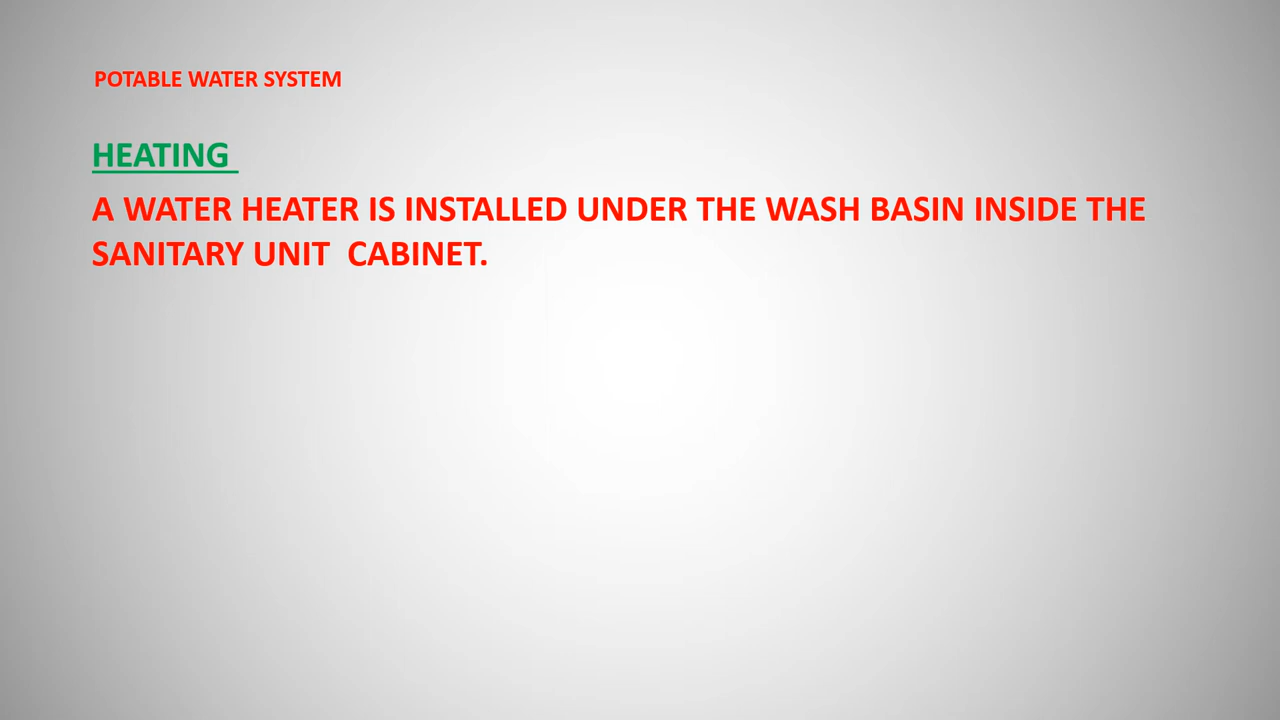 POTABLE WATER SYSTEM
HEATING
A WATER HEATER IS INSTALLED UNDER THE WASH BASIN INSIDE THE
SANITARY UNIT  CABINET.